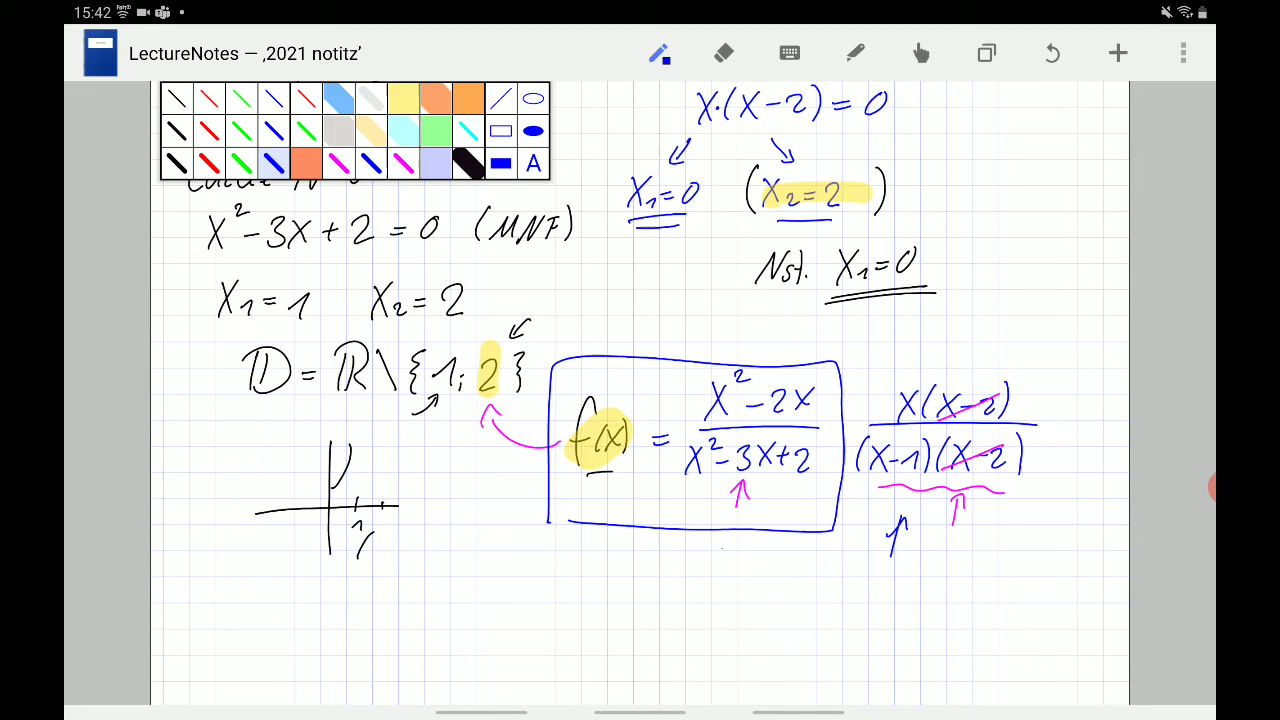 15:42
LectureNotes – ‚2021 notitz’
A
x·(x-2)=0
x₁=0 (x₂=2)
x²-3x+2=0 (MNF)
Nst. x₁=0
x₁=1 x₂=2
D=ℝ\{1; 2}
f(x) = (x²-2x)/(x²-3x+2) x(x-2)/((x-1)(x-2))
1